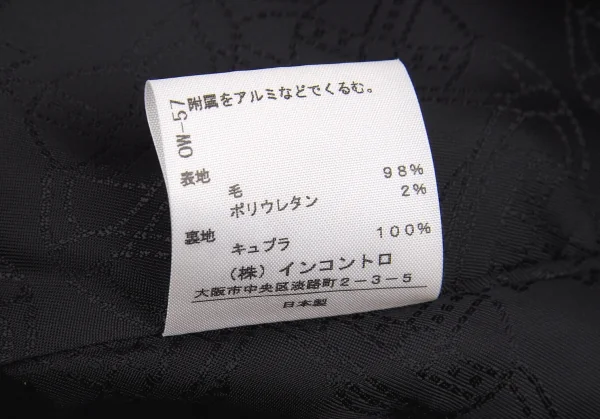 OW-57
附属をアルミなどでくるむ。
表地
毛 98%
ポリウレタン 2%
裏地
キュプラ 100%
(株) インコントロ
大阪市中央区淡路町2-3-5
日本製